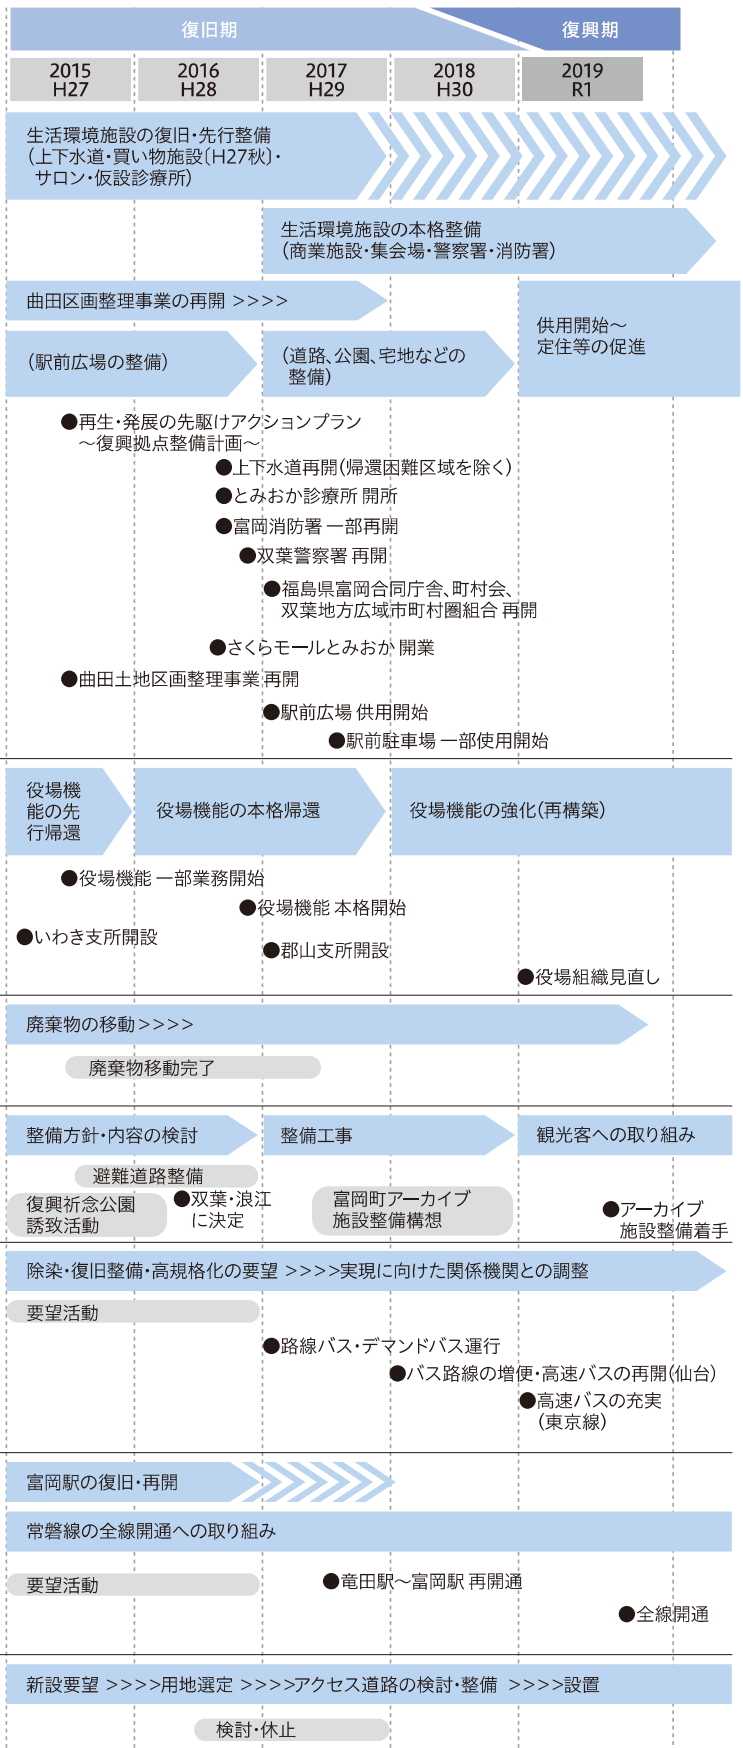 復旧期
復興期
2015
H27
2016
H28
2017
H29
2018
H30
2019
R1
生活環境施設の復旧・先行整備
(上下水道・買い物施設〔H27秋〕・
サロン・仮設診療所)
生活環境施設の本格整備
(商業施設・集会場・警察署・消防署)
曲田区画整理事業の再開 >>>>
供用開始～
定住等の促進
(駅前広場の整備)
(道路、公園、宅地などの
整備)
●再生・発展の先駆けアクションプラン
～復興拠点整備計画～
●上下水道再開(帰還困難区域を除く)
●とみおか診療所 開所
●富岡消防署 一部再開
●双葉警察署 再開
●福島県富岡合同庁舎、町村会、
双葉地方広域市町村圏組合 再開
●さくらモールとみおか 開業
●曲田土地区画整理事業 再開
●駅前広場 供用開始
●駅前駐車場 一部使用開始
役場機
能の先
行帰還
役場機能の本格帰還
役場機能の強化(再構築)
●役場機能 一部業務開始
●役場機能 本格開始
●いわき支所開設
●郡山支所開設
●役場組織見直し
廃棄物の移動>>>>
廃棄物移動完了
整備方針・内容の検討
整備工事
観光客への取り組み
避難道路整備
復興祈念公園
誘致活動
●双葉・浪江
に決定
富岡町アーカイブ
施設整備構想
●アーカイブ
施設整備着手
除染・復旧整備・高規格化の要望 >>>>実現に向けた関係機関との調整
要望活動
●路線バス・デマンドバス運行
●バス路線の増便・高速バスの再開(仙台)
●高速バスの充実
(東京線)
富岡駅の復旧・再開
常磐線の全線開通への取り組み
要望活動
●竜田駅～富岡駅 再開通
●全線開通
新設要望 >>>>用地選定 >>>>アクセス道路の検討・整備 >>>>設置
検討・休止